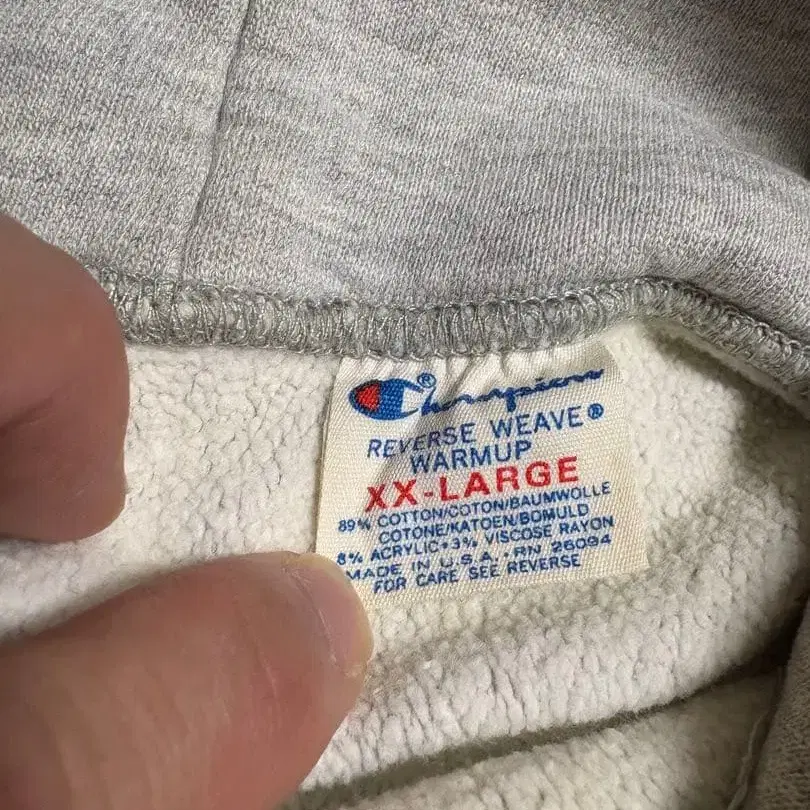 Champion®
REVERSE WEAVE®
WARMUP
XX-LARGE
89% COTTON/COTON/BAUMWOLLE
COTONE/KATOEN/BOMULD
8% ACRYLIC•3% VISCOSE RAYON
MADE IN U.S.A.•RN 26094
FOR CARE SEE REVERSE